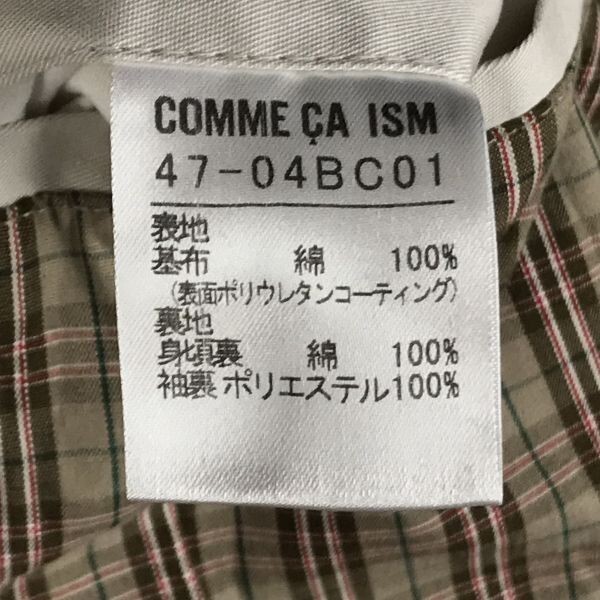 COMME ÇA ISM
47-04BC01
表地
基布 綿 100%
(表面ポリウレタンコーティング)
裏地
身頃裏 綿 100%
袖裏 ポリエステル100%